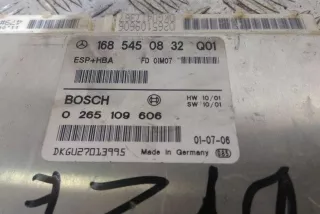 168 545 08 32 Q01
ESP+HBA FD 01M07
BOSCH
HW 10/01
SW 10/01
0 265 109 606
01-07-06
DKGU27013995 Made in Germany